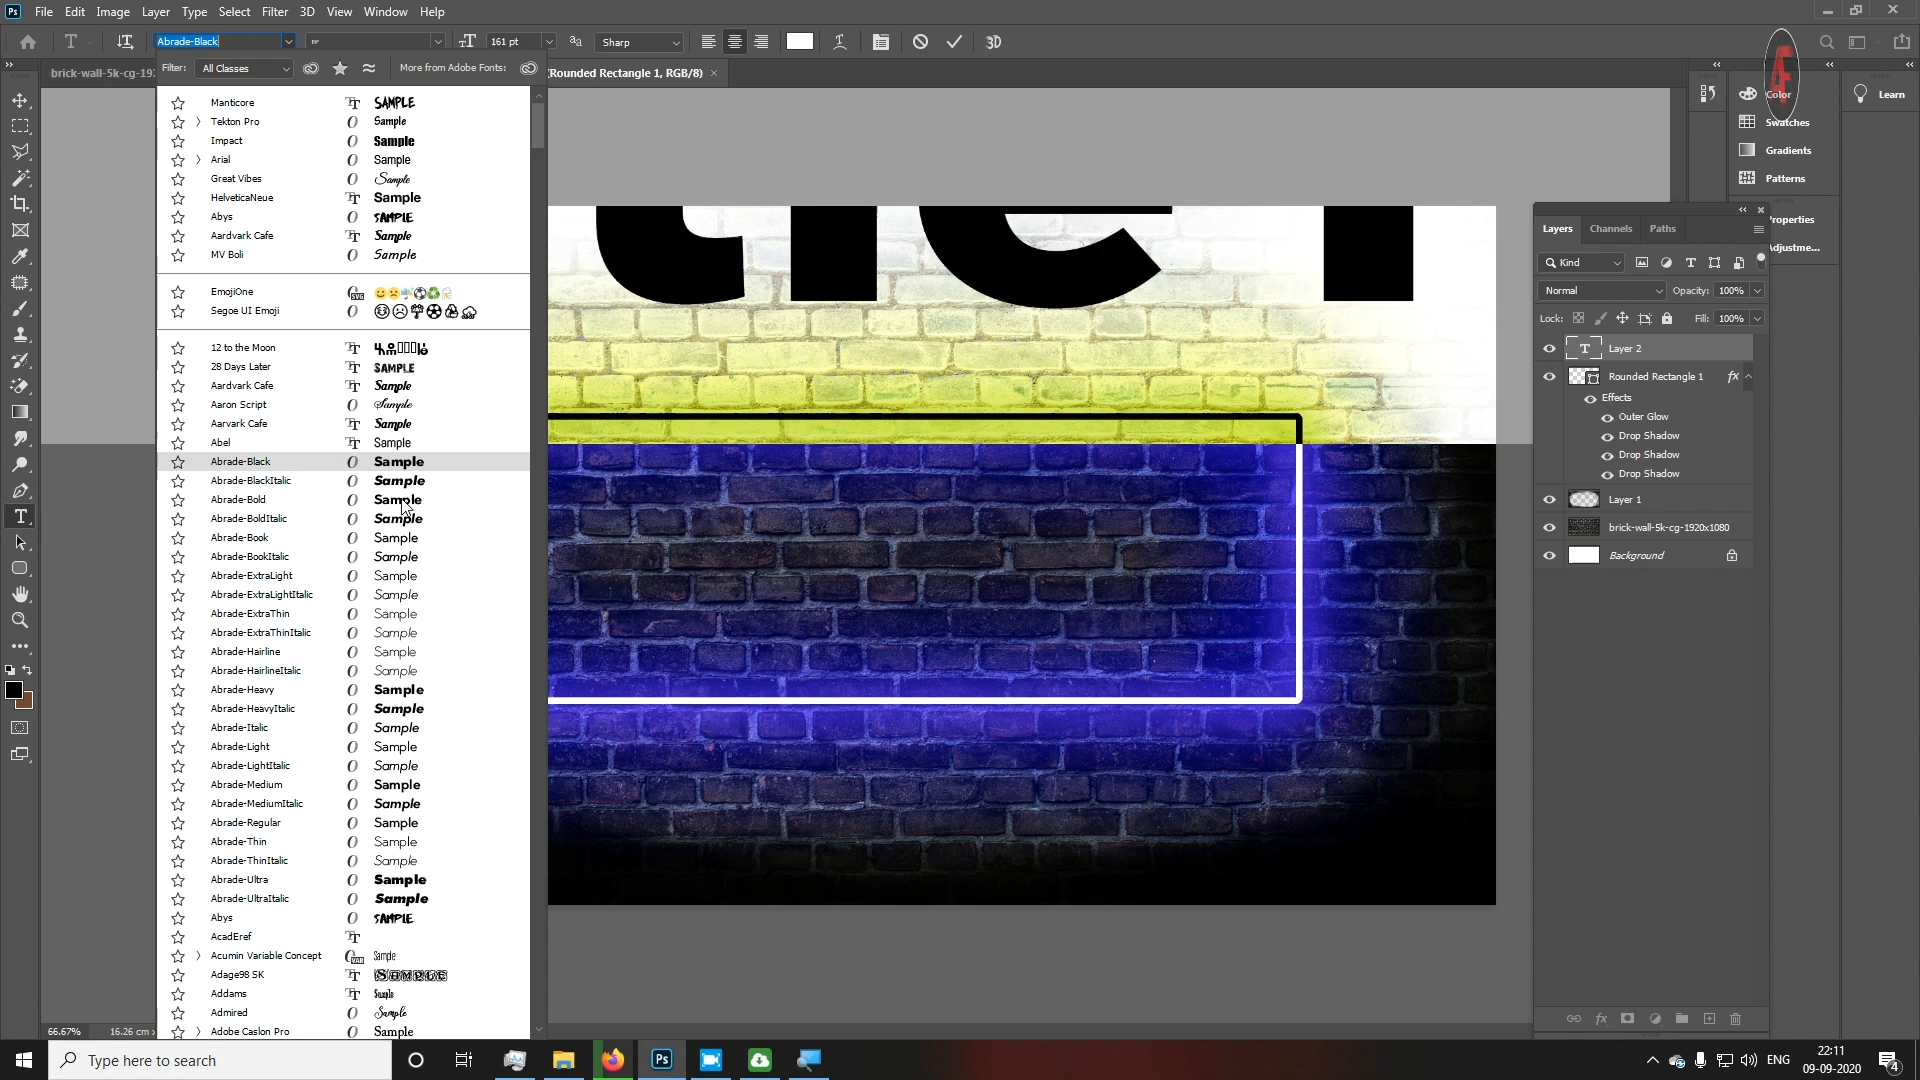 Ps File Edit Image Layer Type Select Filter 3D View Window Help
Abrade-Black 161 pt Sharp 3D
Filter: All Classes More from Adobe Fonts:
brick-wall-5k-cg-192
(Rounded Rectangle 1, RGB/8) ×
Manticore SAMPLE
Tekton Pro Sample
Impact Sample
Arial Sample
Great Vibes Sample
HelveticaNeue Sample
Abys SAMPLE
Aardvark Cafe Sample
MV Boli Sample
EmojiOne
Segoe UI Emoji
12 to the Moon
28 Days Later SAMPLE
Aardvark Cafe Sample
Aaron Script Sample
Aarvark Cafe Sample
Abel Sample
Abrade-Black Sample
Abrade-BlackItalic Sample
Abrade-Bold Sample
Abrade-BoldItalic Sample
Abrade-Book Sample
Abrade-BookItalic Sample
Abrade-ExtraLight Sample
Abrade-ExtraLightItalic Sample
Abrade-ExtraThin Sample
Abrade-ExtraThinItalic Sample
Abrade-Hairline Sample
Abrade-HairlineItalic Sample
Abrade-Heavy Sample
Abrade-HeavyItalic Sample
Abrade-Italic Sample
Abrade-Light Sample
Abrade-LightItalic Sample
Abrade-Medium Sample
Abrade-MediumItalic Sample
Abrade-Regular Sample
Abrade-Thin Sample
Abrade-ThinItalic Sample
Abrade-Ultra Sample
Abrade-UltraItalic Sample
Abys SAMPLE
AcadEref
Acumin Variable Concept Sample
Adage98 SK SAMPLE
Addams Sample
Admired Sample
Adobe Caslon Pro Sample
66.67% 16.26 cm
Color
Swatches
Gradients
Patterns
Learn
Properties
Adjustme...
Layers Channels Paths
Kind
Normal Opacity: 100%
Lock: Fill: 100%
Layer 2
Rounded Rectangle 1 fx
Effects
Outer Glow
Drop Shadow
Drop Shadow
Drop Shadow
Layer 1
brick-wall-5k-cg-1920x1080
Background
Type here to search
Ps
ENG
22:11
09-09-2020
4